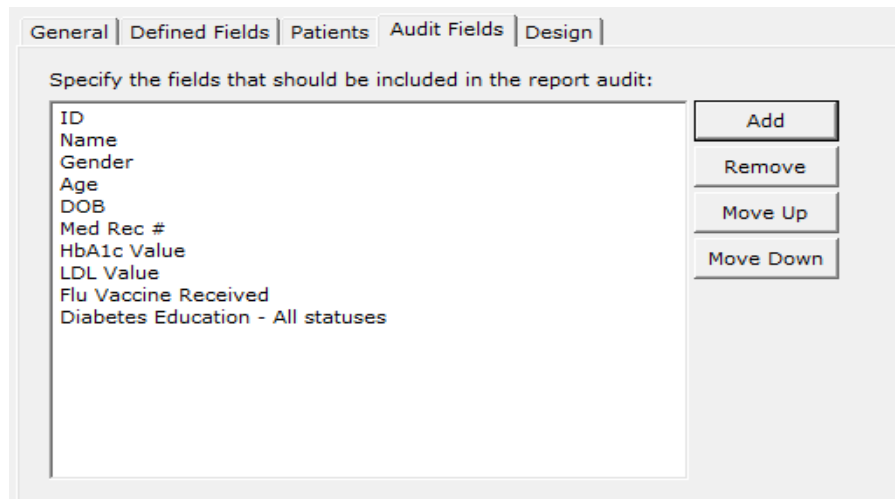 General Defined Fields Patients Audit Fields Design
Specify the fields that should be included in the report audit:
ID
Name
Gender
Age
DOB
Med Rec #
HbA1c Value
LDL Value
Flu Vaccine Received
Diabetes Education - All statuses
Add
Remove
Move Up
Move Down